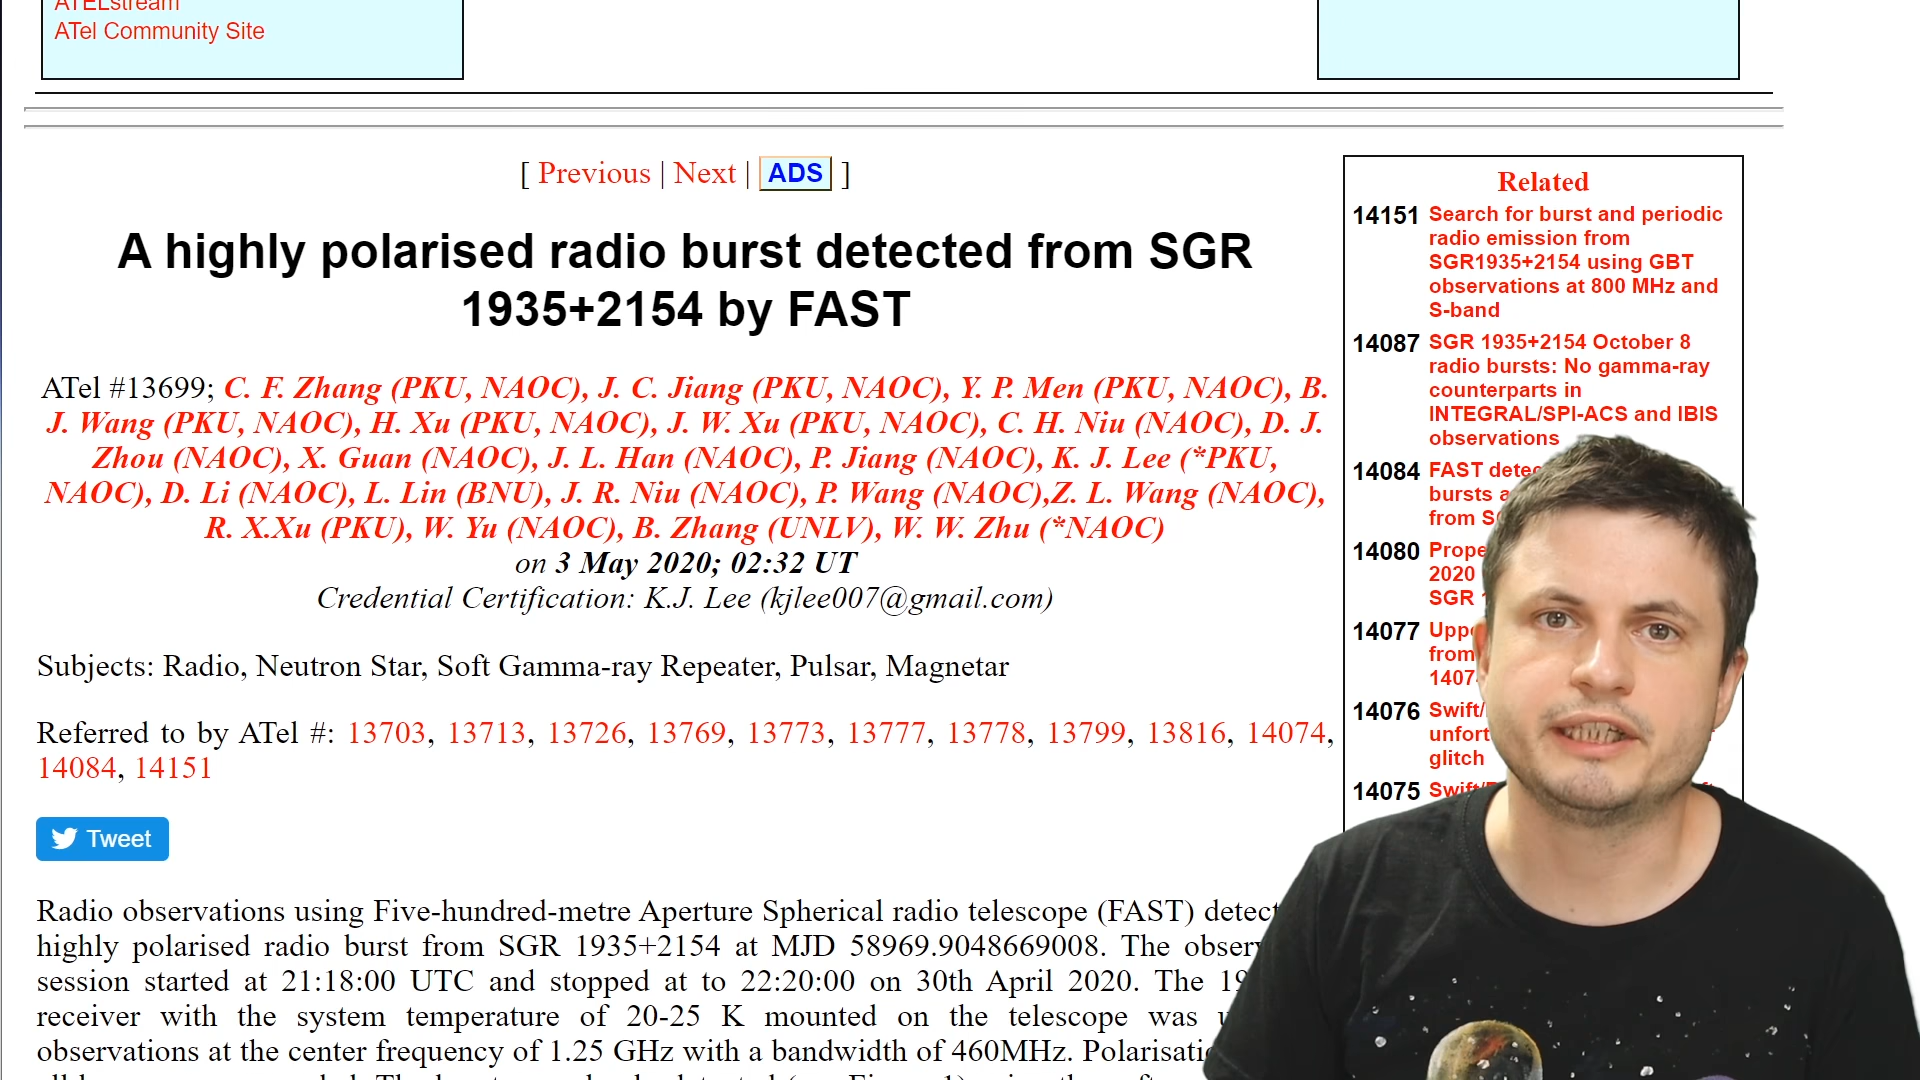 ATELstream
ATel Community Site
[ Previous | Next | ADS ]
A highly polarised radio burst detected from SGR
1935+2154 by FAST
ATel #13699; C. F. Zhang (PKU, NAOC), J. C. Jiang (PKU, NAOC), Y. P. Men (PKU, NAOC), B.
J. Wang (PKU, NAOC), H. Xu (PKU, NAOC), J. W. Xu (PKU, NAOC), C. H. Niu (NAOC), D. J.
Zhou (NAOC), X. Guan (NAOC), J. L. Han (NAOC), P. Jiang (NAOC), K. J. Lee (*PKU,
NAOC), D. Li (NAOC), L. Lin (BNU), J. R. Niu (NAOC), P. Wang (NAOC),Z. L. Wang (NAOC),
R. X.Xu (PKU), W. Yu (NAOC), B. Zhang (UNLV), W. W. Zhu (*NAOC)
on 3 May 2020; 02:32 UT
Credential Certification: K.J. Lee (kjlee007@gmail.com)
Subjects: Radio, Neutron Star, Soft Gamma-ray Repeater, Pulsar, Magnetar
Referred to by ATel #: 13703, 13713, 13726, 13769, 13773, 13777, 13778, 13799, 13816, 14074,
14084, 14151
Tweet
Radio observations using Five-hundred-metre Aperture Spherical radio telescope (FAST)
highly polarised radio burst from SGR 1935+2154 at MJD 58969.9048669008. The
session started at 21:18:00 UTC and stopped at to 22:20:00 on 30th April 2020. The
receiver with the system temperature of 20-25 K mounted on the telescope was
observations at the center frequency of 1.25 GHz with a bandwidth of 460MHz.
Related
14151 Search for burst and periodic
radio emission from
SGR1935+2154 using GBT
observations at 800 MHz and
S-band
14087 SGR 1935+2154 October 8
radio bursts: No gamma-ray
counterparts in
INTEGRAL/SPI-ACS and IBIS
observations
14084 FAST
bursts
from
14080
2020
SGR
14077
from
14076 Swift/
glitch
14075